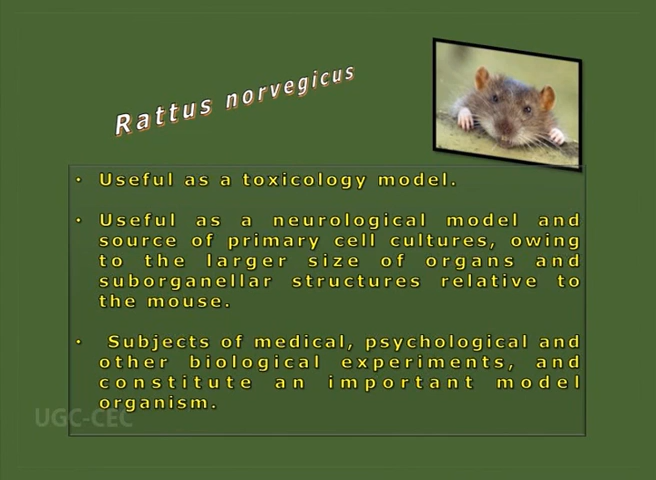 Rattus norvegicus
• Useful as a toxicology model.
• Useful as a neurological model and
source of primary cell cultures, owing
to the larger size of organs and
suborganellar structures relative to
the mouse.
• Subjects of medical, psychological and
other biological experiments, and
constitute an important model
organism.
UGC-CEC